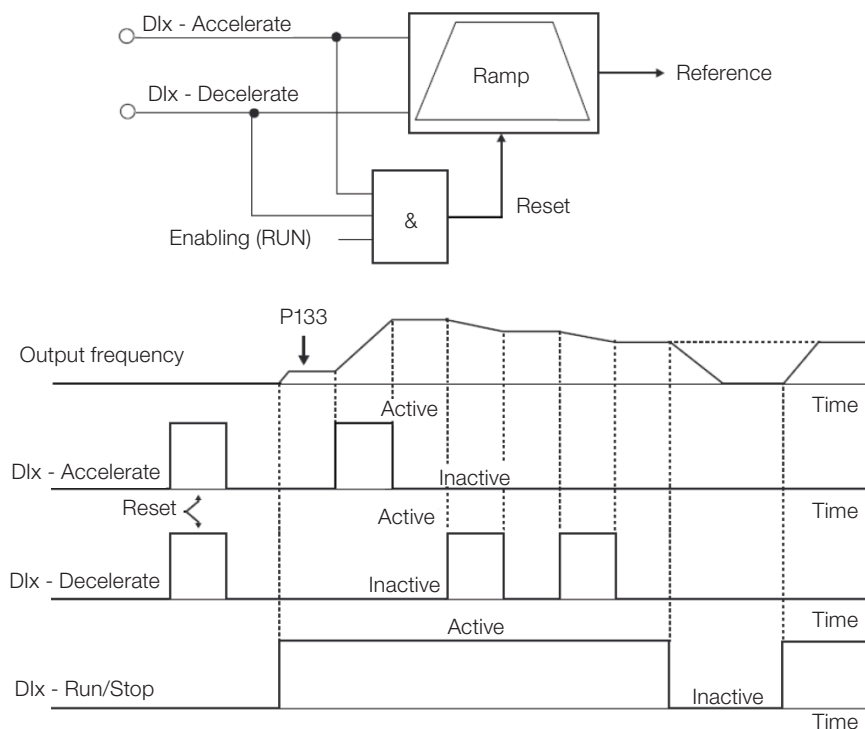 DIx - Accelerate
DIx - Decelerate
Ramp
Reference
Reset
&
Enabling (RUN)
P133
Output frequency
Time
Active
DIx - Accelerate
Inactive
Time
Reset
Active
DIx - Decelerate
Inactive
Time
Active
DIx - Run/Stop
Inactive
Time